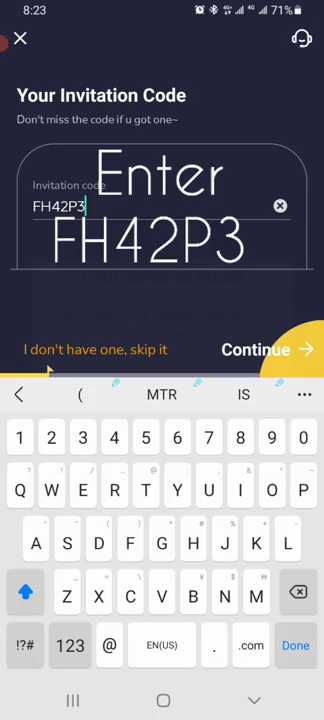 8:23
4G+
4G
71%
Your Invitation Code
Don't miss the code if u got one~
Enter
Invitation code
FH42P3
FH42P3
I don't have one, skip it
Continue
( MTR IS
1 2 3 4 5 6 7 8 9 0
Q W E R T Y U I O P
A S D F G H J K L
Z X C V B N M
!?# 123 @ EN(US) . .com Done